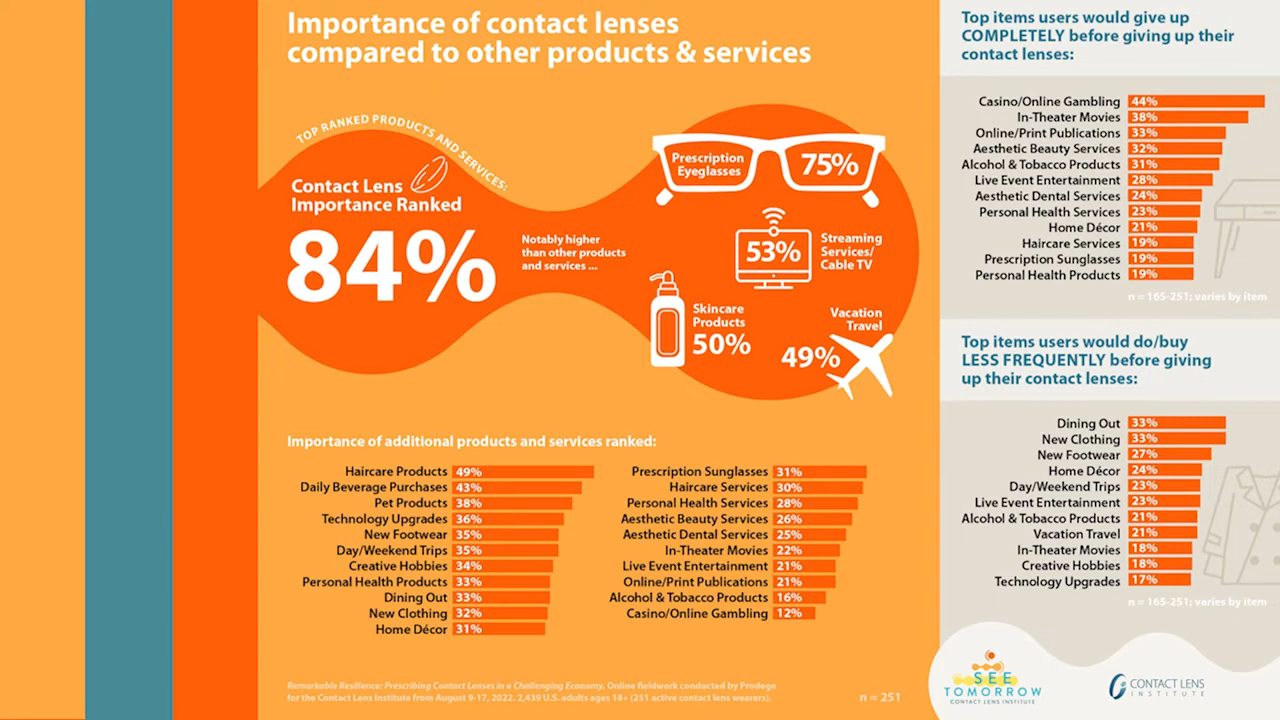 Importance of contact lenses
compared to other products & services
TOP RANKED PRODUCTS AND SERVICES:
Contact Lens
Importance Ranked
84%
Notably higher
than other products
and services ...
Prescription
Eyeglasses
75%
53%
Streaming
Services/
Cable TV
Skincare
Products
50%
Vacation
Travel
49%
Importance of additional products and services ranked:
Haircare Products 49%
Daily Beverage Purchases 43%
Pet Products 38%
Technology Upgrades 36%
New Footwear 35%
Day/Weekend Trips 35%
Creative Hobbies 34%
Personal Health Products 33%
Dining Out 33%
New Clothing 32%
Home Décor 31%
Prescription Sunglasses 31%
Haircare Services 30%
Personal Health Services 28%
Aesthetic Beauty Services 26%
Aesthetic Dental Services 25%
In-Theater Movies 22%
Live Event Entertainment 21%
Online/Print Publications 21%
Alcohol & Tobacco Products 16%
Casino/Online Gambling 12%
Remarkable Resilience: Prescribing Contact Lenses in a Challenging Economy. Online fieldwork conducted by Prodege
for the Contact Lens Institute from August 9-17, 2022. 2,439 U.S. adults ages 18+ (251 active contact lens wearers).
n = 251
Top items users would give up
COMPLETELY before giving up their
contact lenses:
Casino/Online Gambling 44%
In-Theater Movies 38%
Online/Print Publications 33%
Aesthetic Beauty Services 32%
Alcohol & Tobacco Products 31%
Live Event Entertainment 28%
Aesthetic Dental Services 24%
Personal Health Services 23%
Home Décor 21%
Haircare Services 19%
Prescription Sunglasses 19%
Personal Health Products 19%
n = 165-251; varies by item
Top items users would do/buy
LESS FREQUENTLY before giving
up their contact lenses:
Dining Out 33%
New Clothing 33%
New Footwear 27%
Home Décor 24%
Day/Weekend Trips 23%
Live Event Entertainment 23%
Alcohol & Tobacco Products 21%
Vacation Travel 21%
In-Theater Movies 18%
Creative Hobbies 18%
Technology Upgrades 17%
n = 165-251; varies by item
SEE
TOMORROW
CONTACT LENS INSTITUTE
CONTACT LENS
INSTITUTE